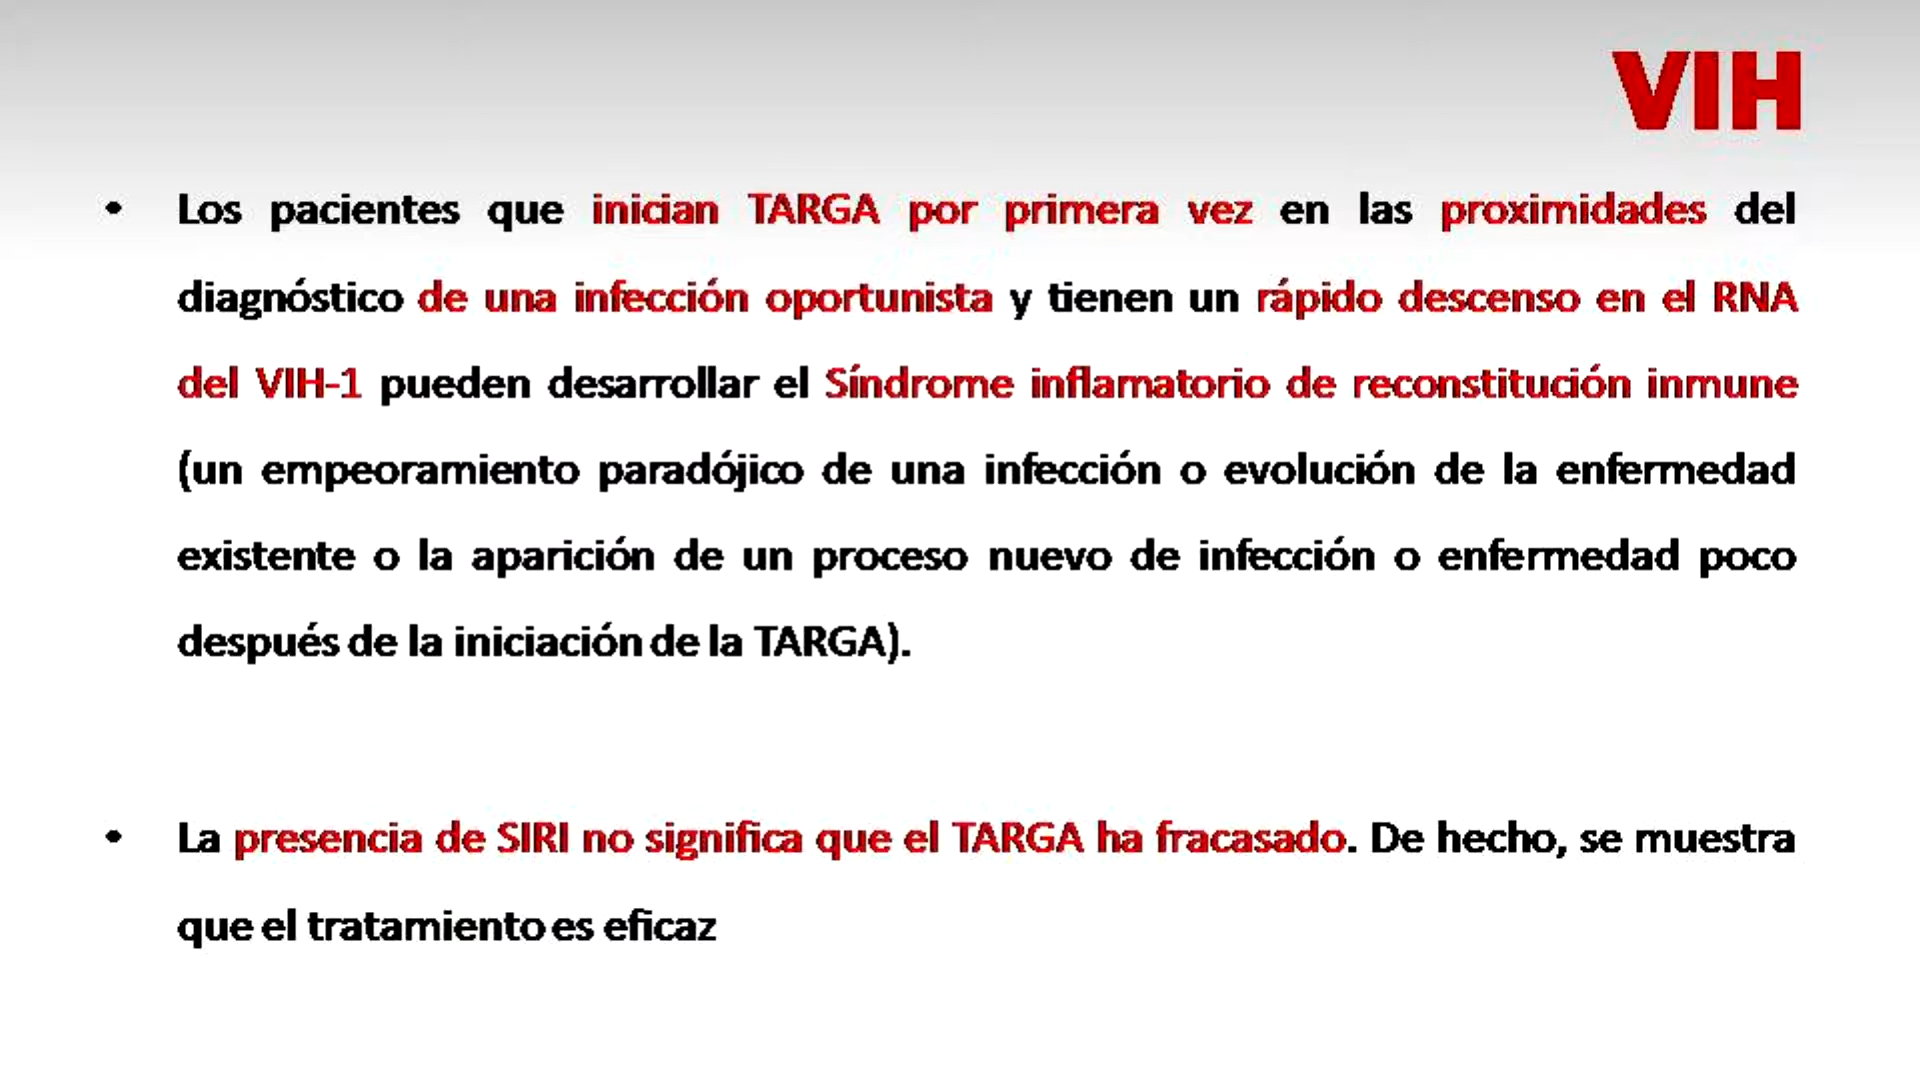 VIH
• Los pacientes que inician TARGA por primera vez en las proximidades del
diagnóstico de una infección oportunista y tienen un rápido descenso en el RNA
del VIH-1 pueden desarrollar el Síndrome inflamatorio de reconstitución inmune
(un empeoramiento paradójico de una infección o evolución de la enfermedad
existente o la aparición de un proceso nuevo de infección o enfermedad poco
después de la iniciación de la TARGA).
• La presencia de SIRI no significa que el TARGA ha fracasado. De hecho, se muestra
que el tratamiento es eficaz